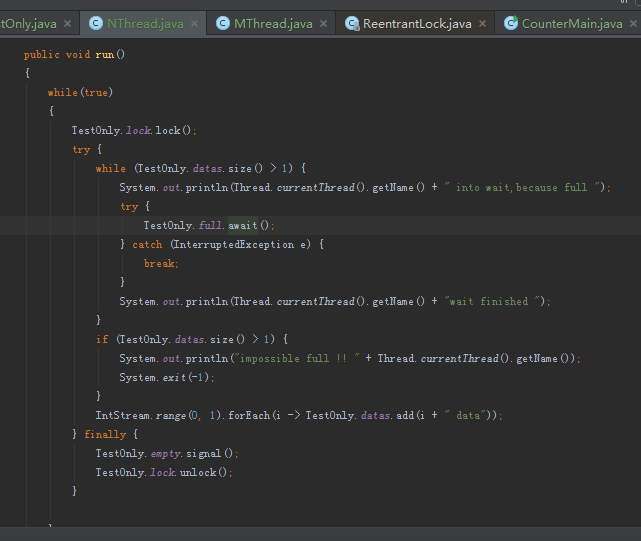 stOnly.java × NThread.java × MThread.java × ReentrantLock.java × CounterMain.java ×
public void run()
{
while(true)
{
TestOnly.lock.lock();
try {
while (TestOnly.datas.size() > 1) {
System.out.println(Thread.currentThread().getName() + " into wait,because full ");
try {
TestOnly.full.await();
} catch (InterruptedException e) {
break;
}
System.out.println(Thread.currentThread().getName() + "wait finished ");
}
if (TestOnly.datas.size() > 1) {
System.out.println("impossible full !! " + Thread.currentThread().getName());
System.exit(-1);
}
IntStream.range(0, 1).forEach(i -> TestOnly.datas.add(i + " data"));
} finally {
TestOnly.empty.signal();
TestOnly.lock.unlock();
}